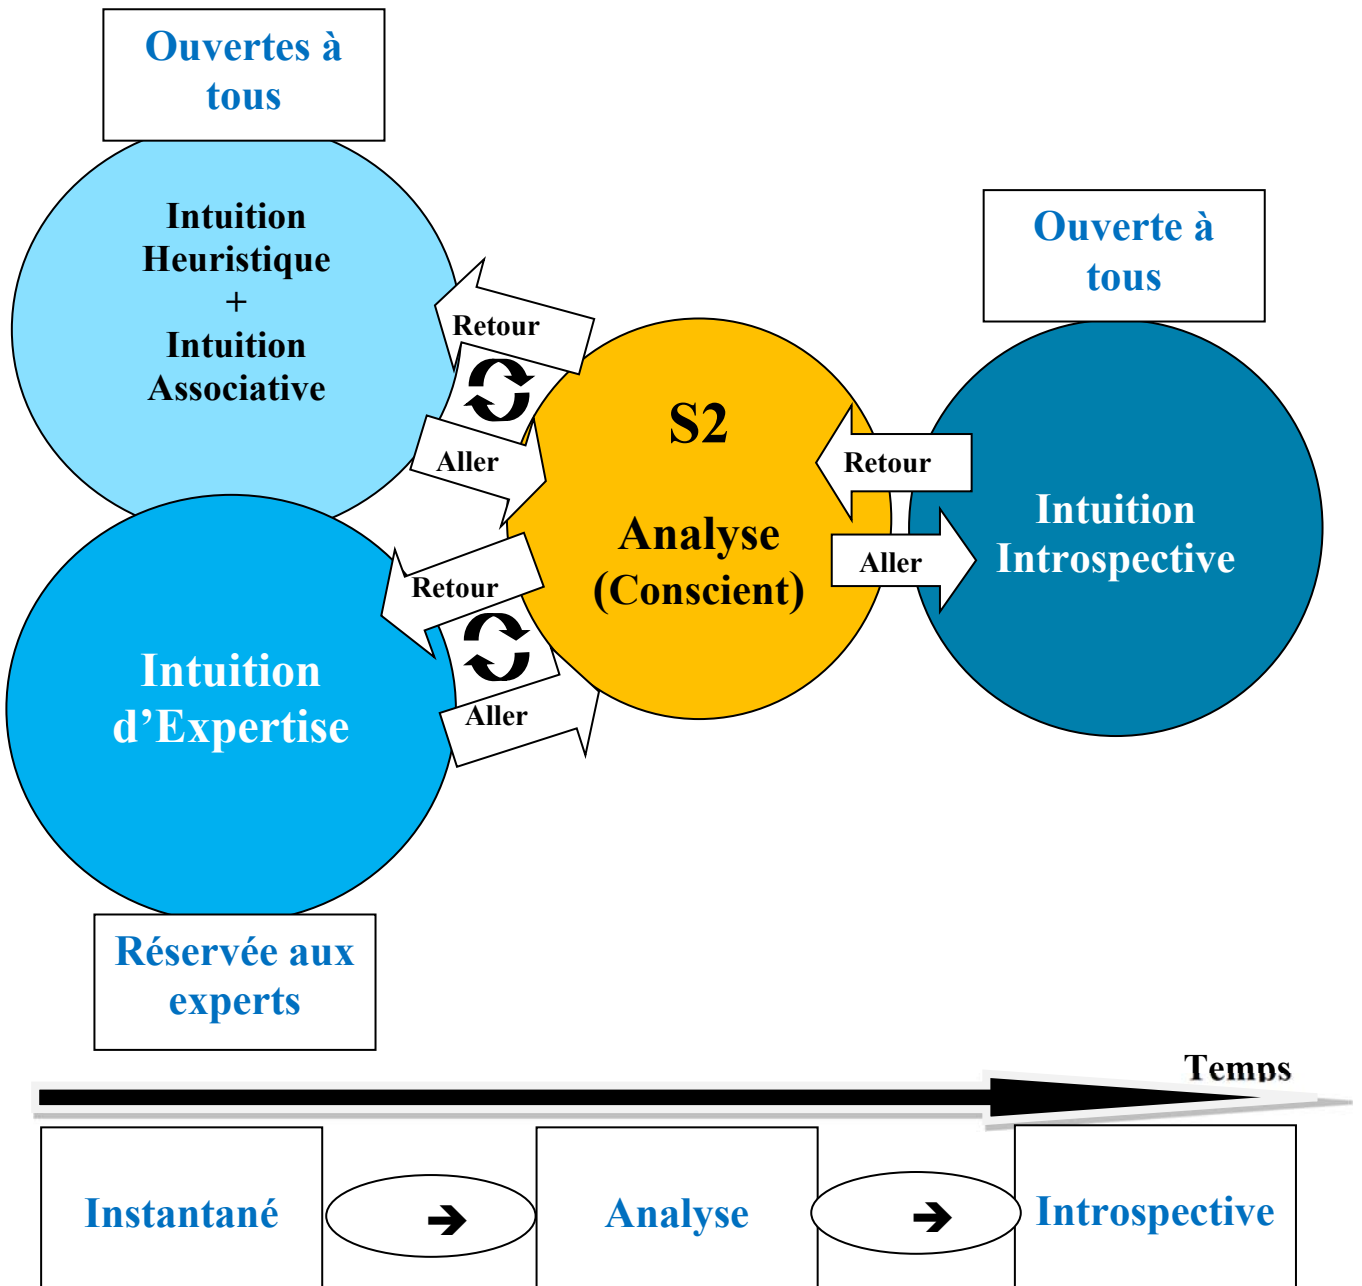 Ouvertes à
tous
Intuition
Heuristique
+
Intuition
Associative
Ouverte à
tous
Retour
Aller
S2
Analyse
(Conscient)
Retour
Aller
Intuition
Introspective
Retour
Aller
Intuition
d’Expertise
Réservée aux
experts
Temps
Instantané
Analyse
Introspective